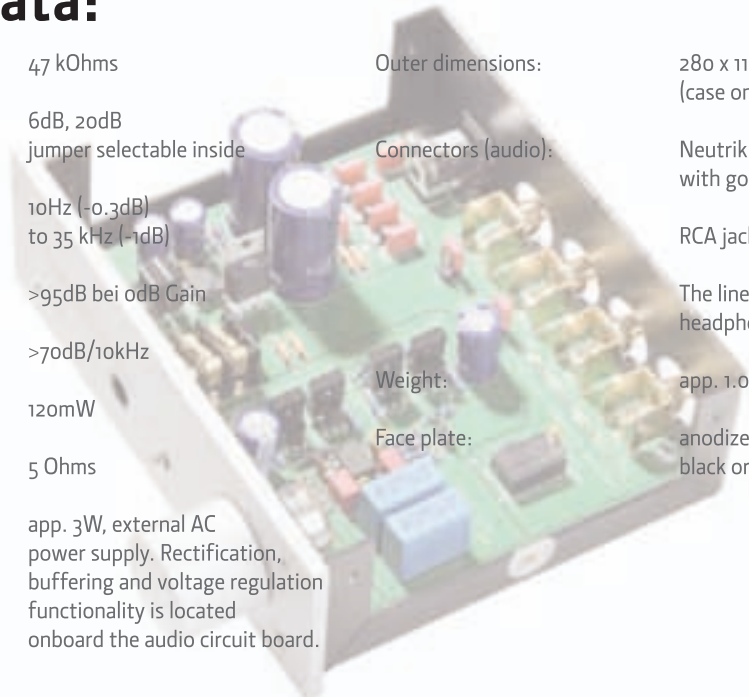 ata:
47 kOhms
6dB, 20dB
jumper selectable inside
10Hz (-0.3dB)
to 35 kHz (-1dB)
>95dB bei 0dB Gain
>70dB/10kHz
120mW
5 Ohms
app. 3W, external AC
power supply. Rectification,
buffering and voltage regulation
functionality is located
onboard the audio circuit board.
Outer dimensions:
Connectors (audio):
Weight:
Face plate:
280 x 11
(case or
Neutrik
with go
RCA jac
The line
headpho
app. 1.0
anodize
black or